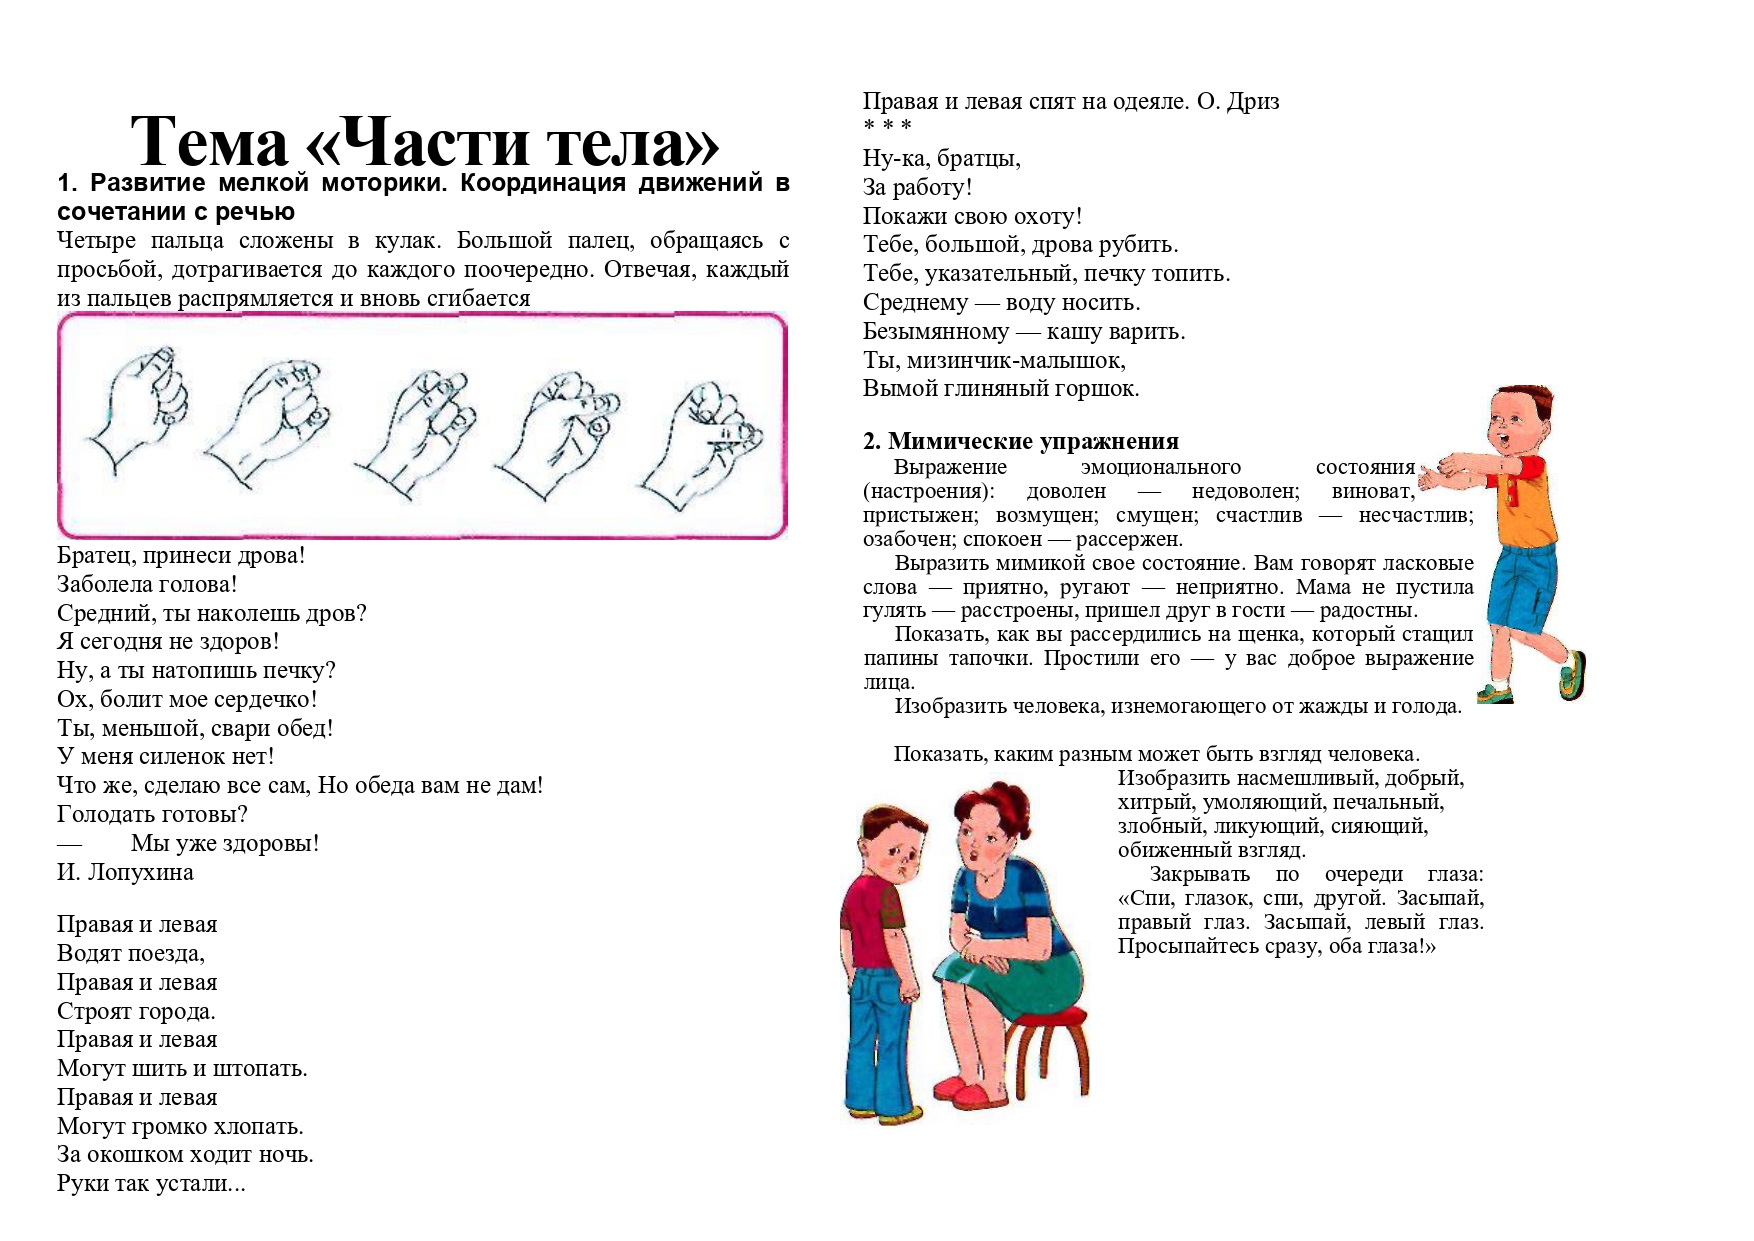 Тема «Части тела»
1. Развитие мелкой моторики. Координация движений в
сочетании с речью
Четыре пальца сложены в кулак. Большой палец, обращаясь с
просьбой, дотрагивается до каждого поочередно. Отвечая, каждый
из пальцев распрямляется и вновь сгибается
Братец, принеси дрова!
Заболела голова!
Средний, ты наколешь дров?
Я сегодня не здоров!
Ну, а ты натопишь печку?
Ох, болит мое сердечко!
Ты, меньшой, свари обед!
У меня силенок нет!
Что же, сделаю все сам, Но обеда вам не дам!
Голодать готовы?
— Мы уже здоровы!
И. Лопухина
Правая и левая
Водят поезда,
Правая и левая
Строят города.
Правая и левая
Могут шить и штопать.
Правая и левая
Могут громко хлопать.
За окошком ходит ночь.
Руки так устали...
Правая и левая спят на одеяле. О. Дриз
* * *
Ну-ка, братцы,
За работу!
Покажи свою охоту!
Тебе, большой, дрова рубить.
Тебе, указательный, печку топить.
Среднему — воду носить.
Безымянному — кашу варить.
Ты, мизинчик-малышок,
Вымой глиняный горшок.
2. Мимические упражнения
Выражение эмоционального состояния
(настроения): доволен — недоволен; виноват,
пристыжен; возмущен; смущен; счастлив — несчастлив;
озабочен; спокоен — рассержен.
Выразить мимикой свое состояние. Вам говорят ласковые
слова — приятно, ругают — неприятно. Мама не пустила
гулять — расстроены, пришел друг в гости — радостны.
Показать, как вы рассердились на щенка, который стащил
папины тапочки. Простили его — у вас доброе выражение
лица.
Изобразить человека, изнемогающего от жажды и голода.
Показать, каким разным может быть взгляд человека.
Изобразить насмешливый, добрый,
хитрый, умоляющий, печальный,
злобный, ликующий, сияющий,
обиженный взгляд.
Закрывать по очереди глаза:
«Спи, глазок, спи, другой. Засыпай,
правый глаз. Засыпай, левый глаз.
Просыпайтесь сразу, оба глаза!»